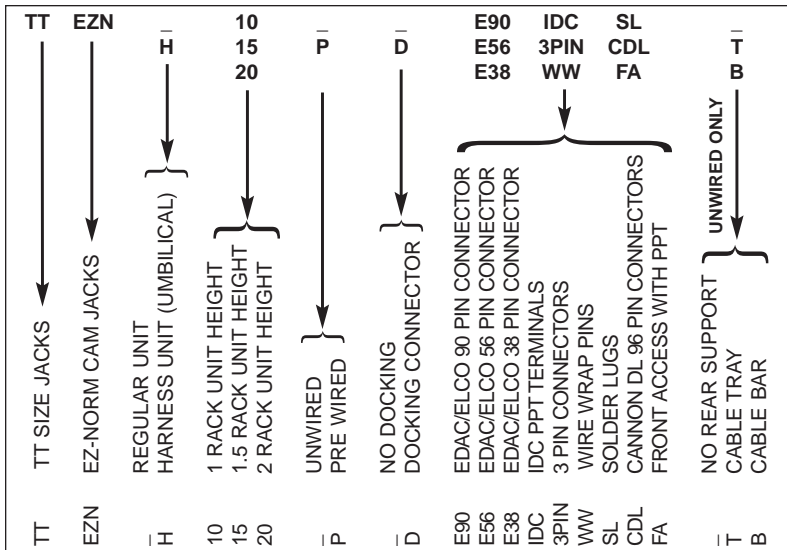 TT EZN _ 10 _ _ E90 IDC SL _
H 15 P D E56 3PIN CDL T
20 E38 WW FA B
UNWIRED ONLY
TT TT SIZE JACKS
EZN EZ-NORM CAM JACKS
_ REGULAR UNIT
H HARNESS UNIT (UMBILICAL)
10 1 RACK UNIT HEIGHT
15 1.5 RACK UNIT HEIGHT
20 2 RACK UNIT HEIGHT
_ UNWIRED
P PRE WIRED
_ NO DOCKING
D DOCKING CONNECTOR
E90 EDAC/ELCO 90 PIN CONNECTOR
E56 EDAC/ELCO 56 PIN CONNECTOR
E38 EDAC/ELCO 38 PIN CONNECTOR
IDC IDC PPT TERMINALS
3PIN 3 PIN CONNECTORS
WW WIRE WRAP PINS
SL SOLDER LUGS
CDL CANNON DL 96 PIN CONNECTORS
FA FRONT ACCESS WITH PPT
_ NO REAR SUPPORT
T CABLE TRAY
B CABLE BAR